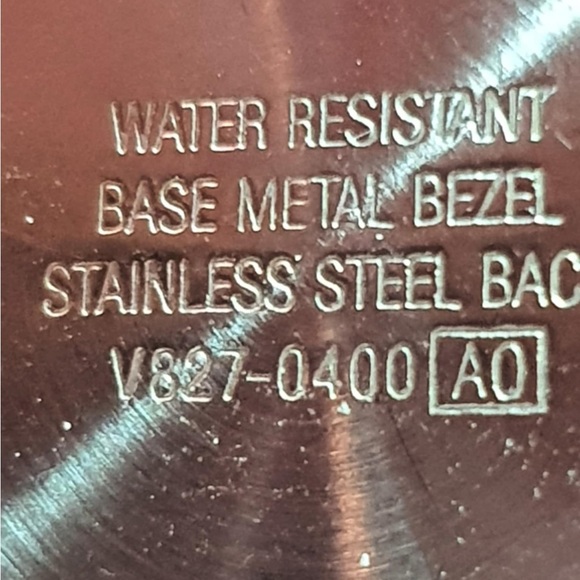 WATER RESISTANT
BASE METAL BEZEL
STAINLESS STEEL BAC
V827-0400 A0